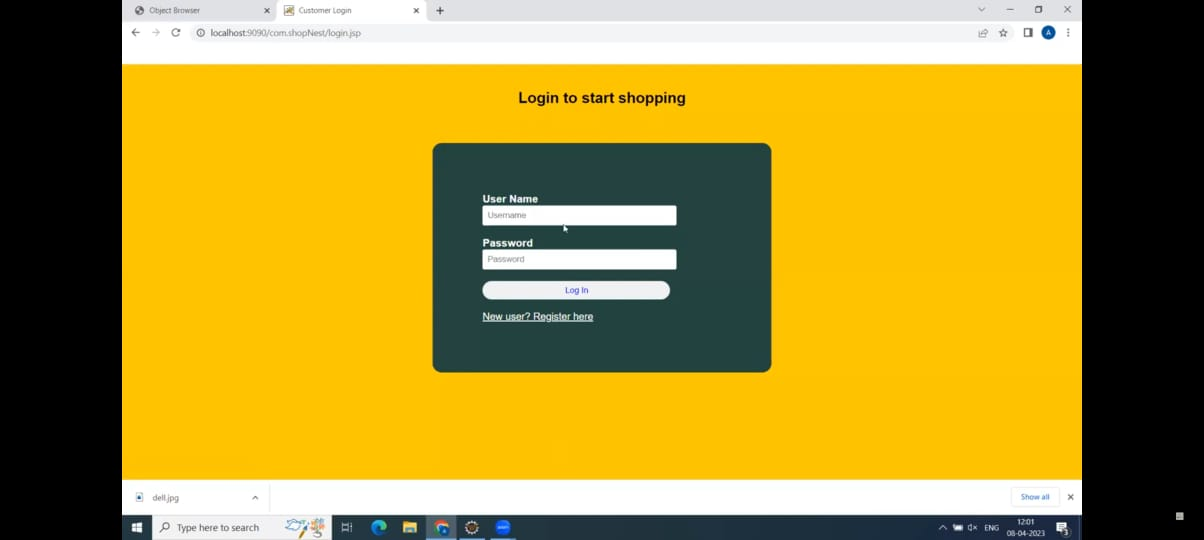 Object Browser
Customer Login
localhost:9090/com.shopNest/login.jsp
A
Login to start shopping
User Name
Username
Password
Password
Log In
New user? Register here
dell.jpg
Show all
Type here to search
zoom
ENG
12:01
08-04-2023
3